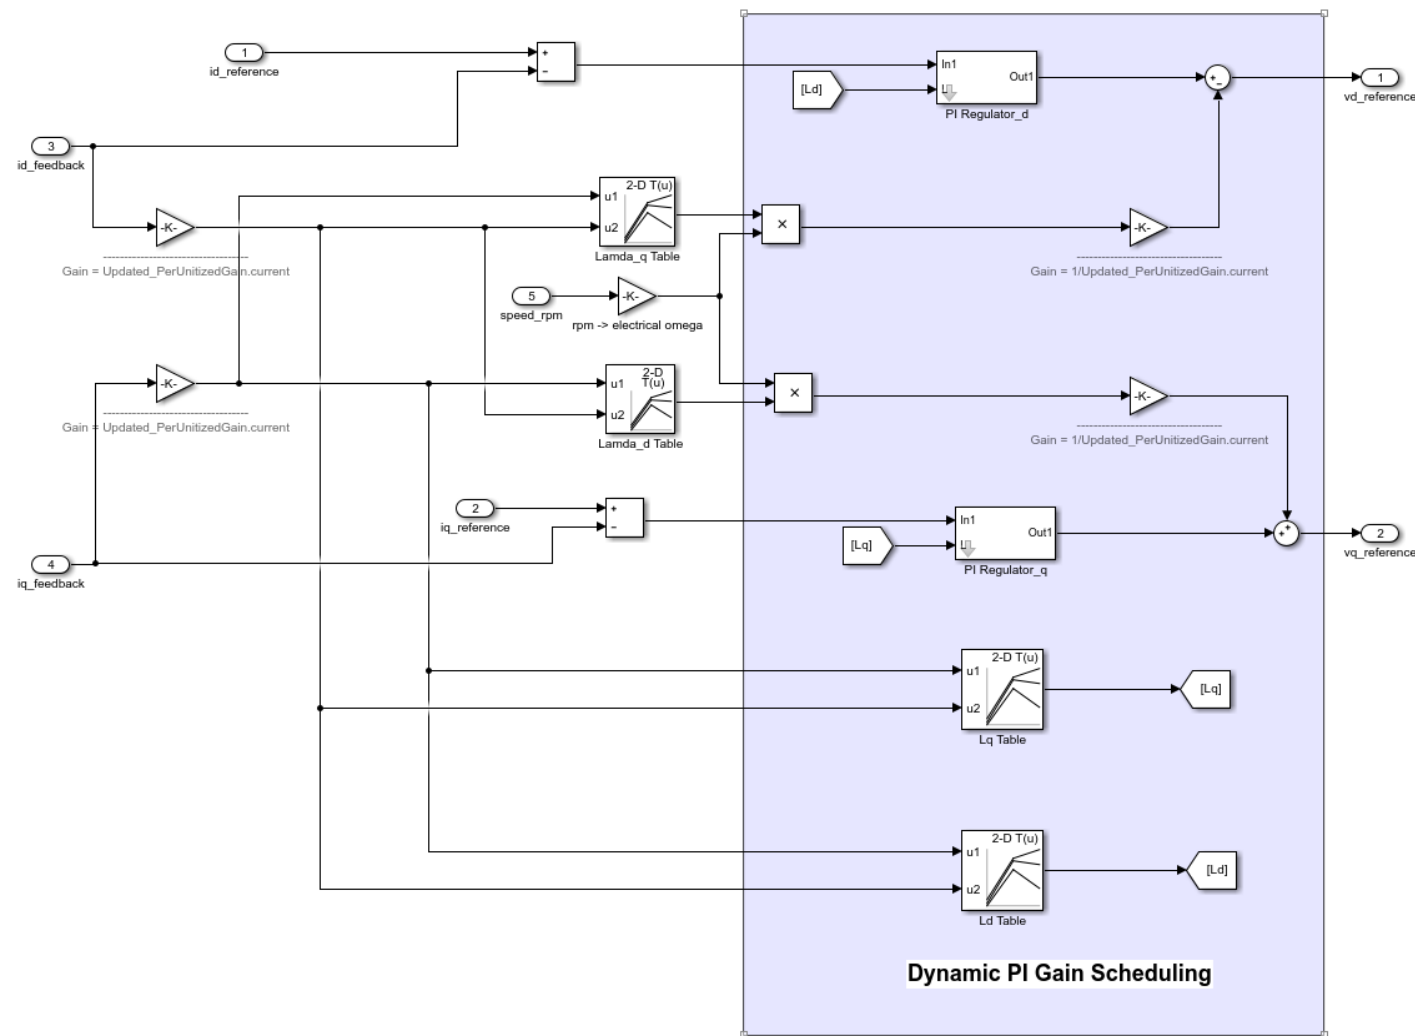 1
id_reference
+
−
[Ld]
In1
L
Out1
PI Regulator_d
+
−
1
vd_reference
3
id_feedback
-K-
Gain = Updated_PerUnitizedGain.current
2-D T(u)
u1
u2
Lamda_q Table
×
-K-
Gain = 1/Updated_PerUnitizedGain.current
5
speed_rpm
-K-
rpm -> electrical omega
-K-
Gain = Updated_PerUnitizedGain.current
2-D
T(u)
u1
u2
Lamda_d Table
×
-K-
Gain = 1/Updated_PerUnitizedGain.current
2
iq_reference
+
−
[Lq]
In1
L
Out1
PI Regulator_q
+
+
2
vq_reference
4
iq_feedback
2-D T(u)
u1
u2
Lq Table
[Lq]
2-D T(u)
u1
u2
Ld Table
[Ld]
Dynamic PI Gain Scheduling